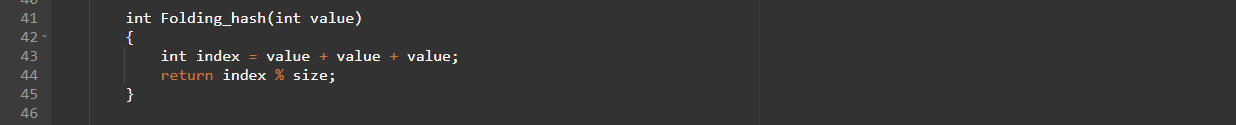 40
41 int Folding_hash(int value)
42 {
43 int index = value + value + value;
44 return index % size;
45 }
46